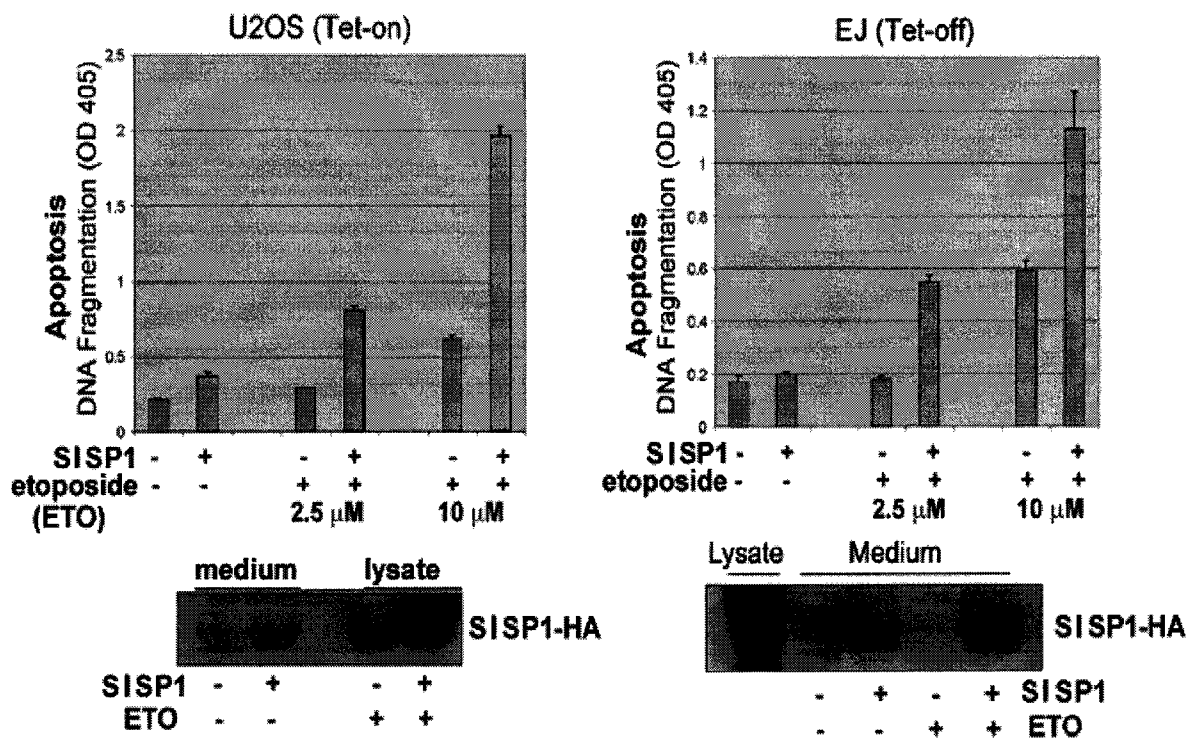 U2OS (Tet-on)
Apoptosis
DNA Fragmentation (OD 405)
2.5
2
1.5
1
0.5
0
SISP1 - + - + - +
etoposide - - + + + +
(ETO) 2.5 μM 10 μM
medium lysate
SISP1-HA
SISP1 - + - +
ETO - - + +
EJ (Tet-off)
Apoptosis
DNA Fragmentation (OD 405)
1.4
1.2
1
0.8
0.6
0.4
0.2
0
SISP1 - + - + - +
etoposide - - + + + +
2.5 μM 10 μM
Lysate Medium
SISP1-HA
- + - + SISP1
- - + + ETO